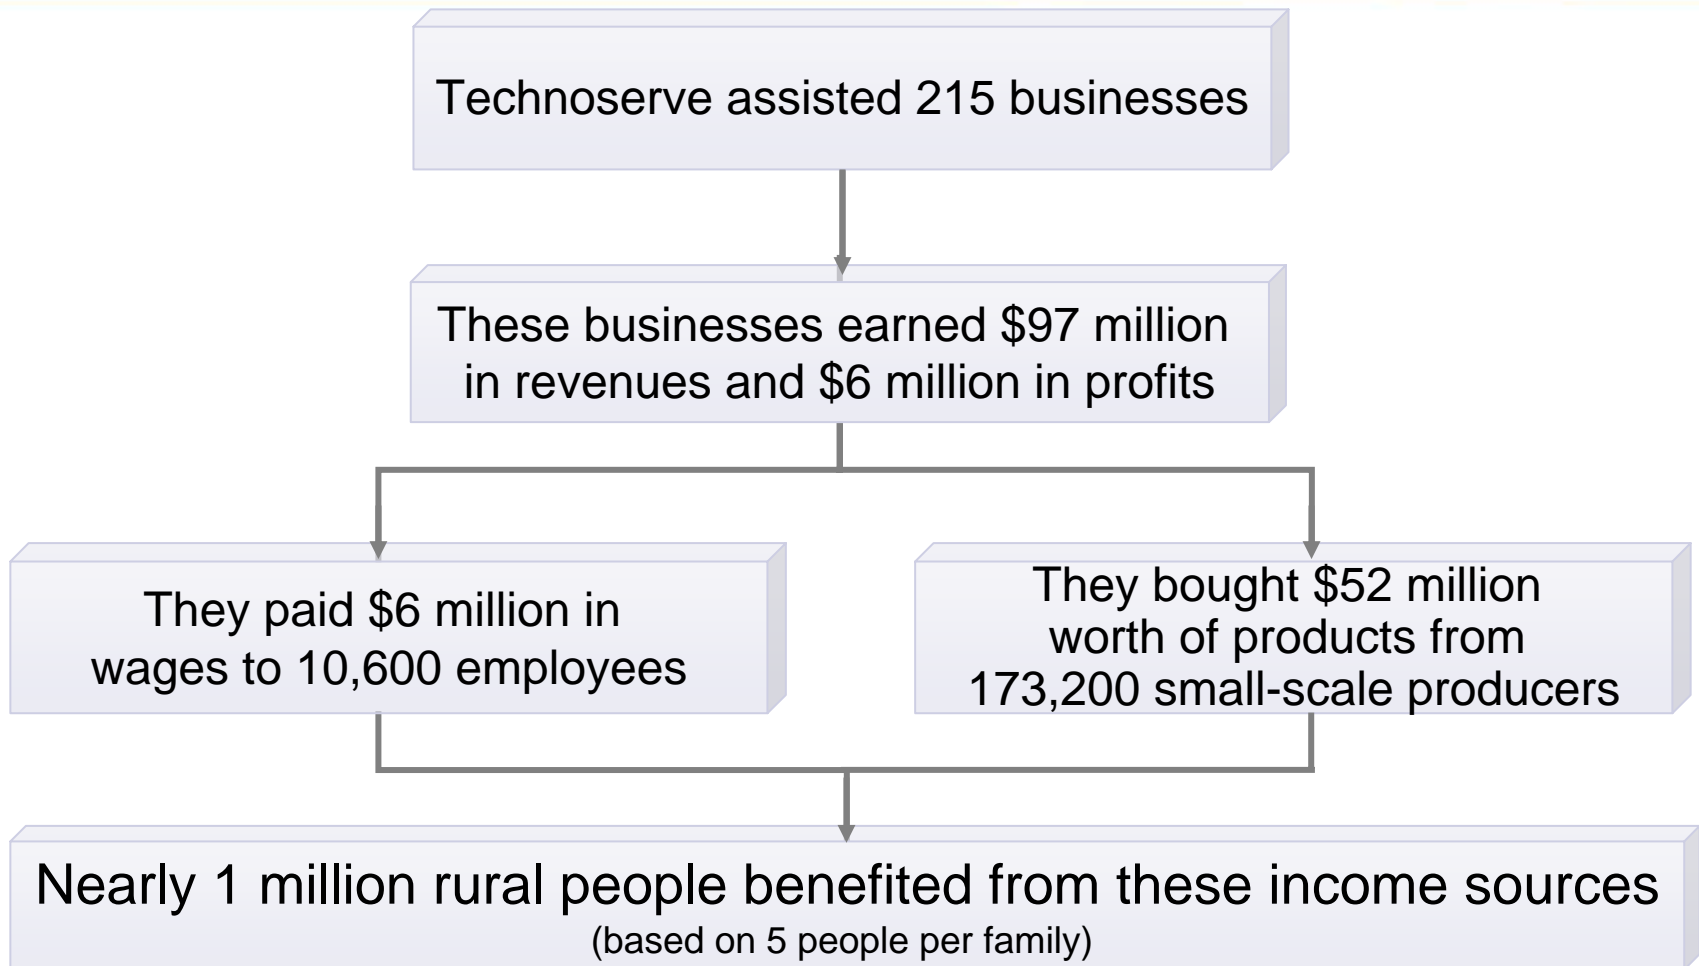 Technoserve assisted 215 businesses
These businesses earned $97 million
in revenues and $6 million in profits
They paid $6 million in
wages to 10,600 employees
They bought $52 million
worth of products from
173,200 small-scale producers
Nearly 1 million rural people benefited from these income sources
(based on 5 people per family)